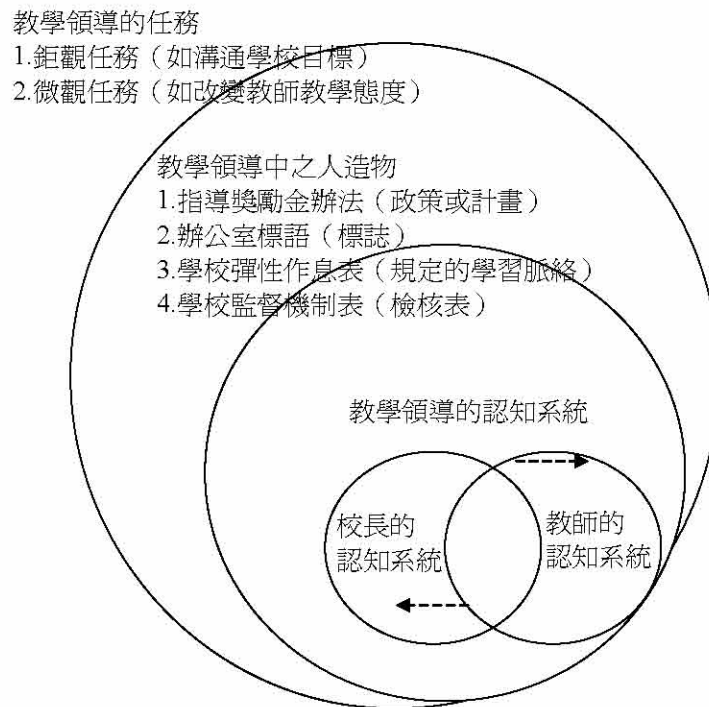 教學領導的任務
1.鉅觀任務（如溝通學校目標）
2.微觀任務（如改變教師教學態度）
教學領導中之人造物
1.指導獎勵金辦法（政策或計畫）
2.辦公室標語（標誌）
3.學校彈性作息表（規定的學習脈絡）
4.學校監督機制表（檢核表）
教學領導的認知系統
校長的
認知系統
教師的
認知系統